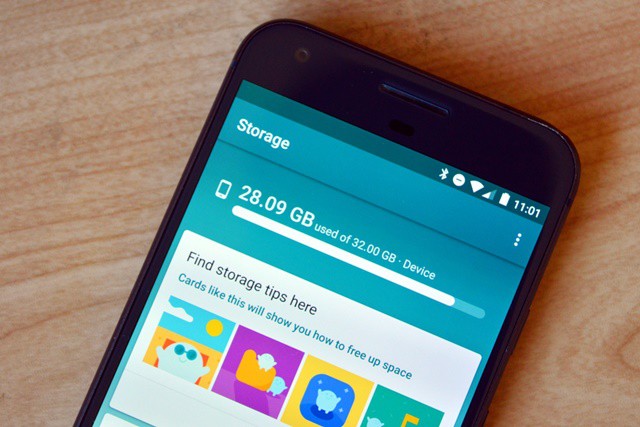 11:01
Storage
28.09 GB used of 32.00 GB · Device
Find storage tips here
Cards like this will show you how to free up space